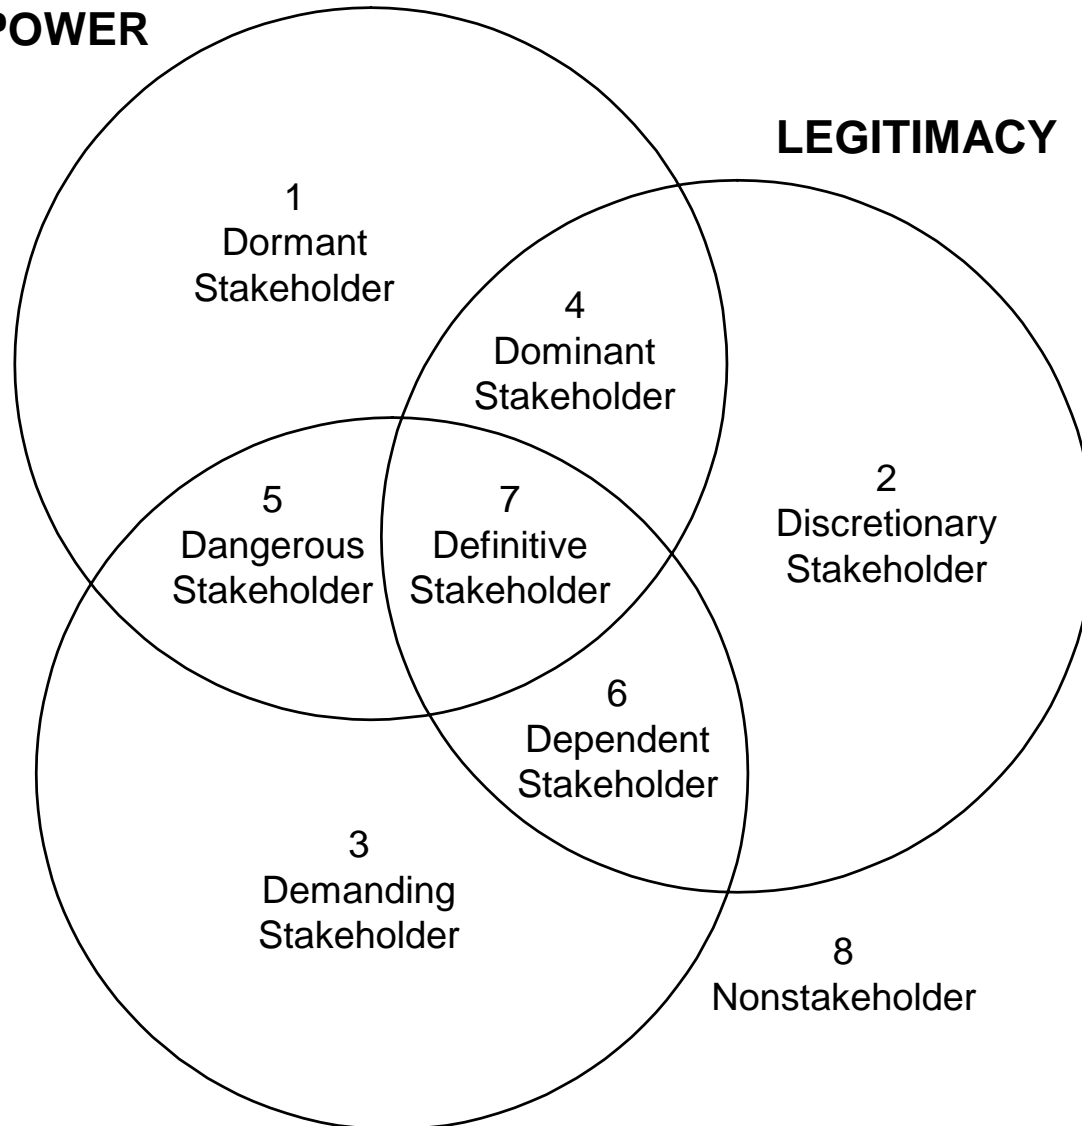 POWER
LEGITIMACY
1
Dormant
Stakeholder
4
Dominant
Stakeholder
5
Dangerous
Stakeholder
7
Definitive
Stakeholder
2
Discretionary
Stakeholder
6
Dependent
Stakeholder
3
Demanding
Stakeholder
8
Nonstakeholder